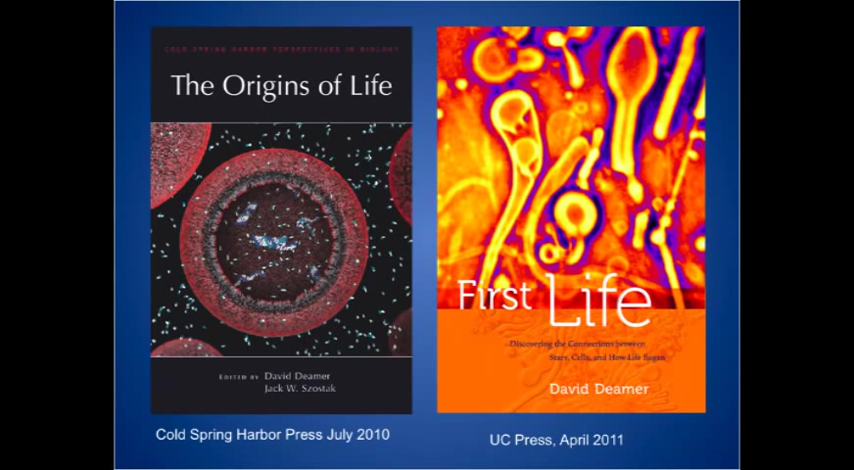 COLD SPRING HARBOR PERSPECTIVES IN BIOLOGY
The Origins of Life
EDITED BY David Deamer
Jack W. Szostak
Cold Spring Harbor Press July 2010
First Life
Discovering the Connections between
Stars, Cells, and How Life Began
David Deamer
UC Press, April 2011